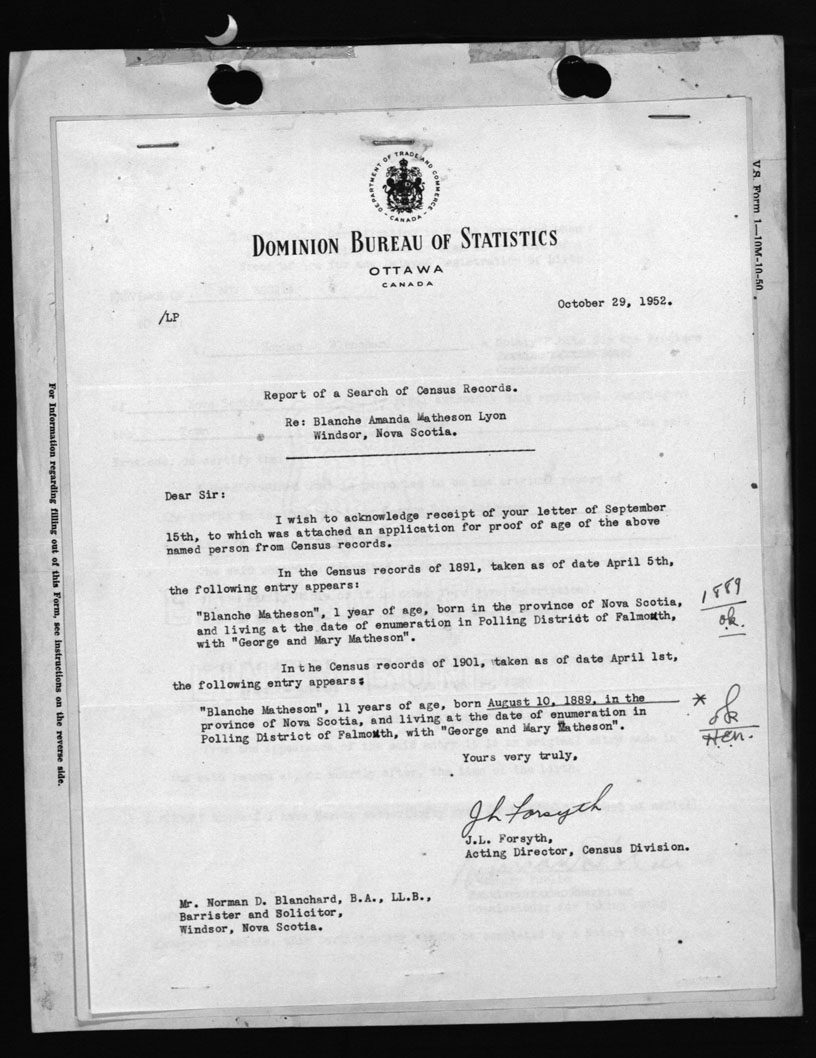 DEPARTMENT OF TRADE AND COMMERCE
- CANADA -
DOMINION BUREAU OF STATISTICS
OTTAWA
CANADA
October 29, 1952.
/LP
Report of a Search of Census Records.
Re: Blanche Amanda Matheson Lyon
Windsor, Nova Scotia.
Dear Sir:
I wish to acknowledge receipt of your letter of September
15th, to which was attached an application for proof of age of the above
named person from Census records.
In the Census records of 1891, taken as of date April 5th,
the following entry appears:
"Blanche Matheson", 1 year of age, born in the province of Nova Scotia,
and living at the date of enumeration in Polling District of Falmouth,
with "George and Mary Matheson".
1889
ok.
In the Census records of 1901, taken as of date April 1st,
the following entry appears:
"Blanche Matheson", 11 years of age, born August 10, 1889, in the
province of Nova Scotia, and living at the date of enumeration in
Polling District of Falmouth, with "George and Mary Matheson".
*
ok
Yours very truly,
J L Forsyth
J.L. Forsyth,
Acting Director, Census Division.
Mr. Norman D. Blanchard, B.A., LL.B.,
Barrister and Solicitor,
Windsor, Nova Scotia.
V.S. Form 1—10M-10-50.
For Information regarding filling out of this Form, see instructions on the reverse side.